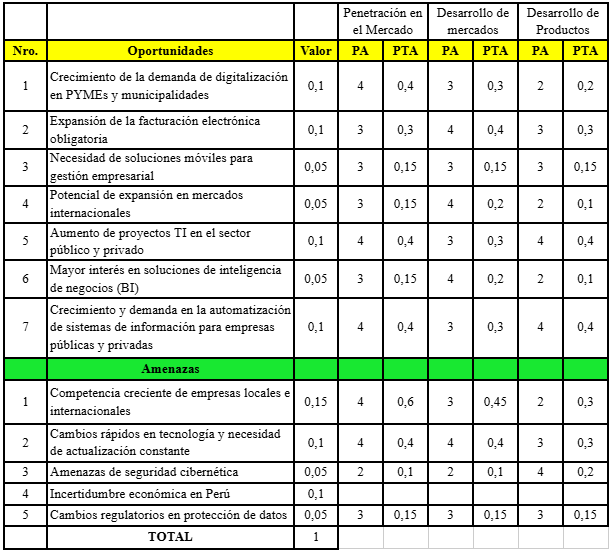 Penetración en el Mercado Desarrollo de mercados Desarrollo de Productos
Nro. Oportunidades Valor PA PTA PA PTA PA PTA
1 Crecimiento de la demanda de digitalización en PYMEs y municipalidades 0,1 4 0,4 3 0,3 2 0,2
2 Expansión de la facturación electrónica obligatoria 0,1 3 0,3 4 0,4 3 0,3
3 Necesidad de soluciones móviles para gestión empresarial 0,05 3 0,15 3 0,15 3 0,15
4 Potencial de expansión en mercados internacionales 0,05 3 0,15 4 0,2 2 0,1
5 Aumento de proyectos TI en el sector público y privado 0,1 4 0,4 3 0,3 4 0,4
6 Mayor interés en soluciones de inteligencia de negocios (BI) 0,05 3 0,15 4 0,2 2 0,1
7 Crecimiento y demanda en la automatización de sistemas de información para empresas públicas y privadas 0,1 4 0,4 3 0,3 4 0,4
Amenazas
1 Competencia creciente de empresas locales e internacionales 0,15 4 0,6 3 0,45 2 0,3
2 Cambios rápidos en tecnología y necesidad de actualización constante 0,1 4 0,4 4 0,4 3 0,3
3 Amenazas de seguridad cibernética 0,05 2 0,1 2 0,1 4 0,2
4 Incertidumbre económica en Perú 0,1
5 Cambios regulatorios en protección de datos 0,05 3 0,15 3 0,15 3 0,15
TOTAL 1